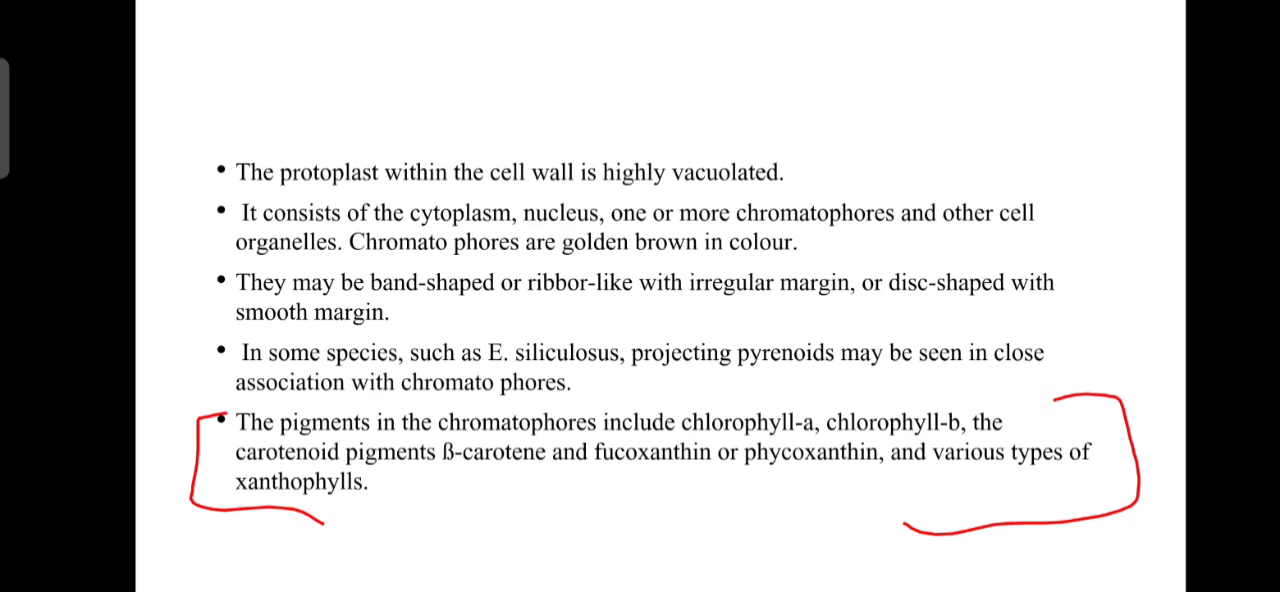 • The protoplast within the cell wall is highly vacuolated.
• It consists of the cytoplasm, nucleus, one or more chromatophores and other cell
organelles. Chromato phores are golden brown in colour.
• They may be band-shaped or ribbor-like with irregular margin, or disc-shaped with
smooth margin.
• In some species, such as E. siliculosus, projecting pyrenoids may be seen in close
association with chromato phores.
• The pigments in the chromatophores include chlorophyll-a, chlorophyll-b, the
carotenoid pigments ß-carotene and fucoxanthin or phycoxanthin, and various types of
xanthophylls.